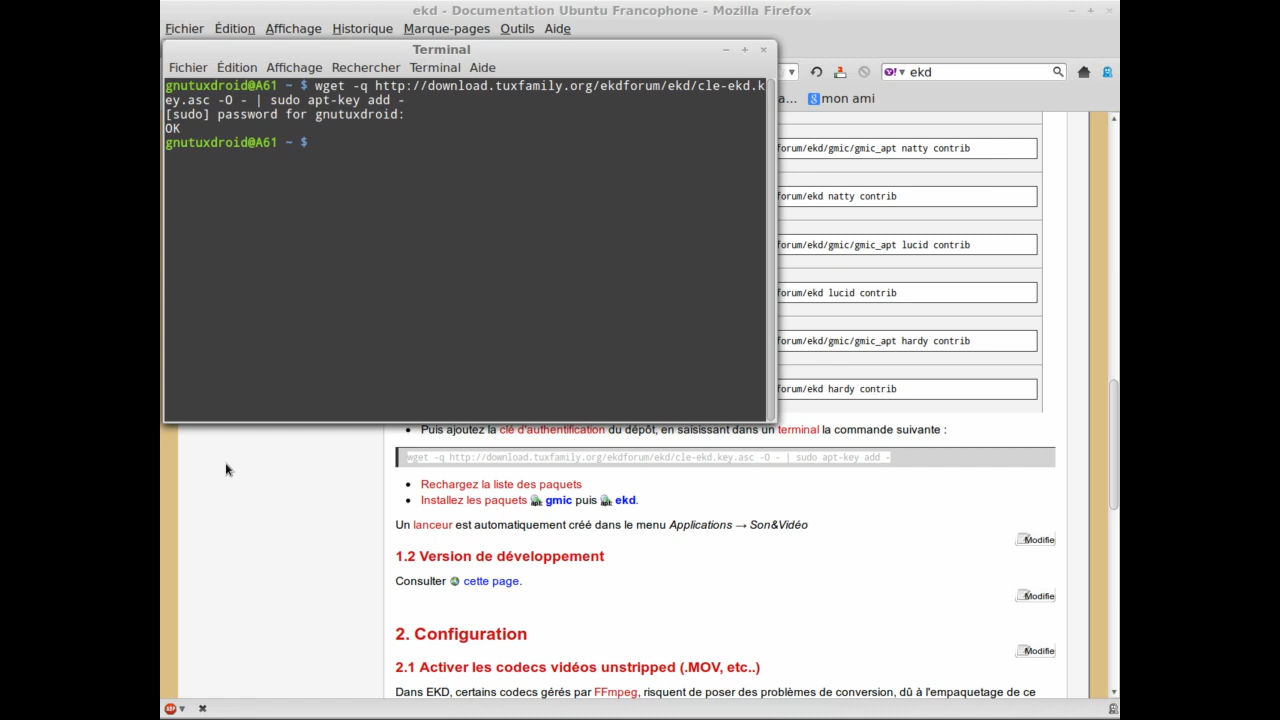 ekd - Documentation Ubuntu Francophone - Mozilla Firefox
Fichier Édition Affichage Historique Marque-pages Outils Aide
Terminal
Fichier Édition Affichage Rechercher Terminal Aide
ekd
a... mon ami
gnutuxdroid@A61 ~ $ wget -q http://download.tuxfamily.org/ekdforum/ekd/cle-ekd.k
ey.asc -O - | sudo apt-key add -
[sudo] password for gnutuxdroid:
OK
gnutuxdroid@A61 ~ $
forum/ekd/gmic/gmic_apt natty contrib
forum/ekd natty contrib
forum/ekd/gmic/gmic_apt lucid contrib
forum/ekd lucid contrib
forum/ekd/gmic/gmic_apt hardy contrib
forum/ekd hardy contrib
Puis ajoutez la clé d'authentification du dépôt, en saisissant dans un terminal la commande suivante :
wget -q http://download.tuxfamily.org/ekdforum/ekd/cle-ekd.key.asc -O - | sudo apt-key add -
Rechargez la liste des paquets
Installez les paquets gmic puis ekd.
Un lanceur est automatiquement créé dans le menu Applications → Son&Vidéo
Modifie
1.2 Version de développement
Consulter cette page.
Modifie
2. Configuration
Modifie
2.1 Activer les codecs vidéos unstripped (.MOV, etc..)
Dans EKD, certains codecs gérés par FFmpeg, risquent de poser des problèmes de conversion, dû à l'empaquetage de ce